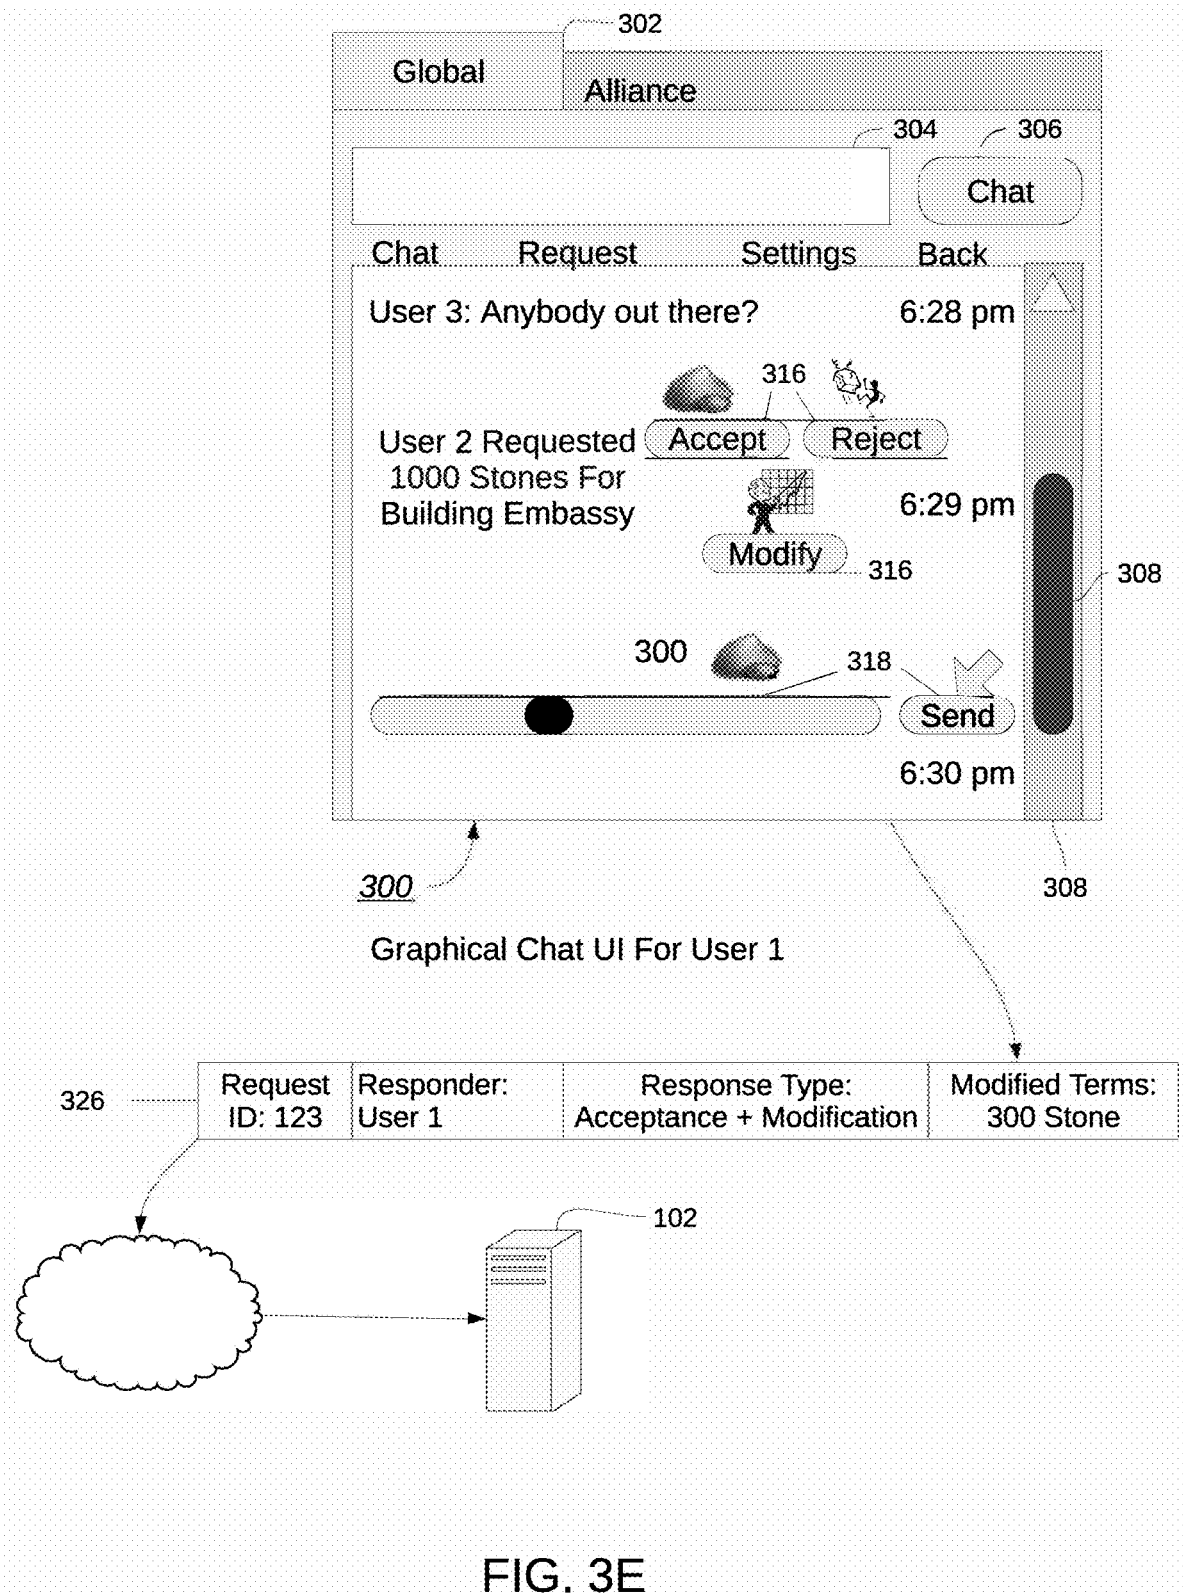 302
Global
Alliance
304
306
Chat
Chat
Request
Settings
Back
User 3: Anybody out there?
6:28 pm
316
User 2 Requested
1000 Stones For
Building Embassy
Accept
Reject
6:29 pm
Modify
316
308
300
318
Send
6:30 pm
300
308
Graphical Chat UI For User 1
326
Request
ID: 123
Responder:
User 1
Response Type:
Acceptance + Modification
Modified Terms:
300 Stone
102
FIG. 3E